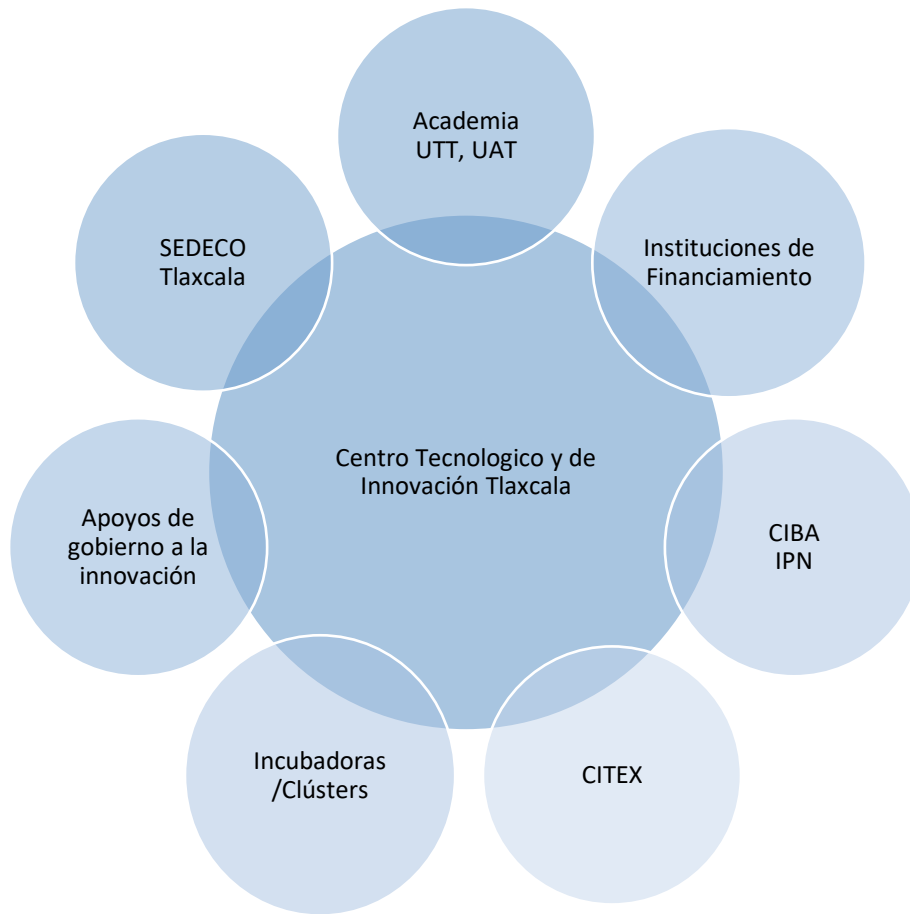 Academia
UTT, UAT
SEDECO
Tlaxcala
Instituciones de
Financiamiento
Centro Tecnologico y de
Innovación Tlaxcala
Apoyos de
gobierno a la
innovación
CIBA
IPN
Incubadoras
/Clústers
CITEX